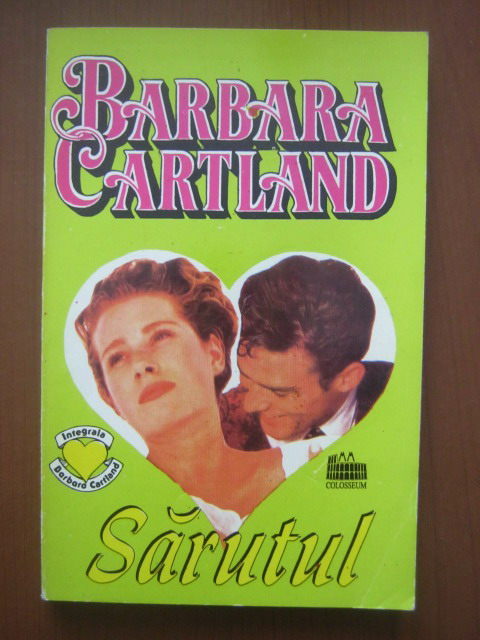 BARBARA
CARTLAND
Integrala
Barbara Cartland
COLOSSEUM
Sărutul